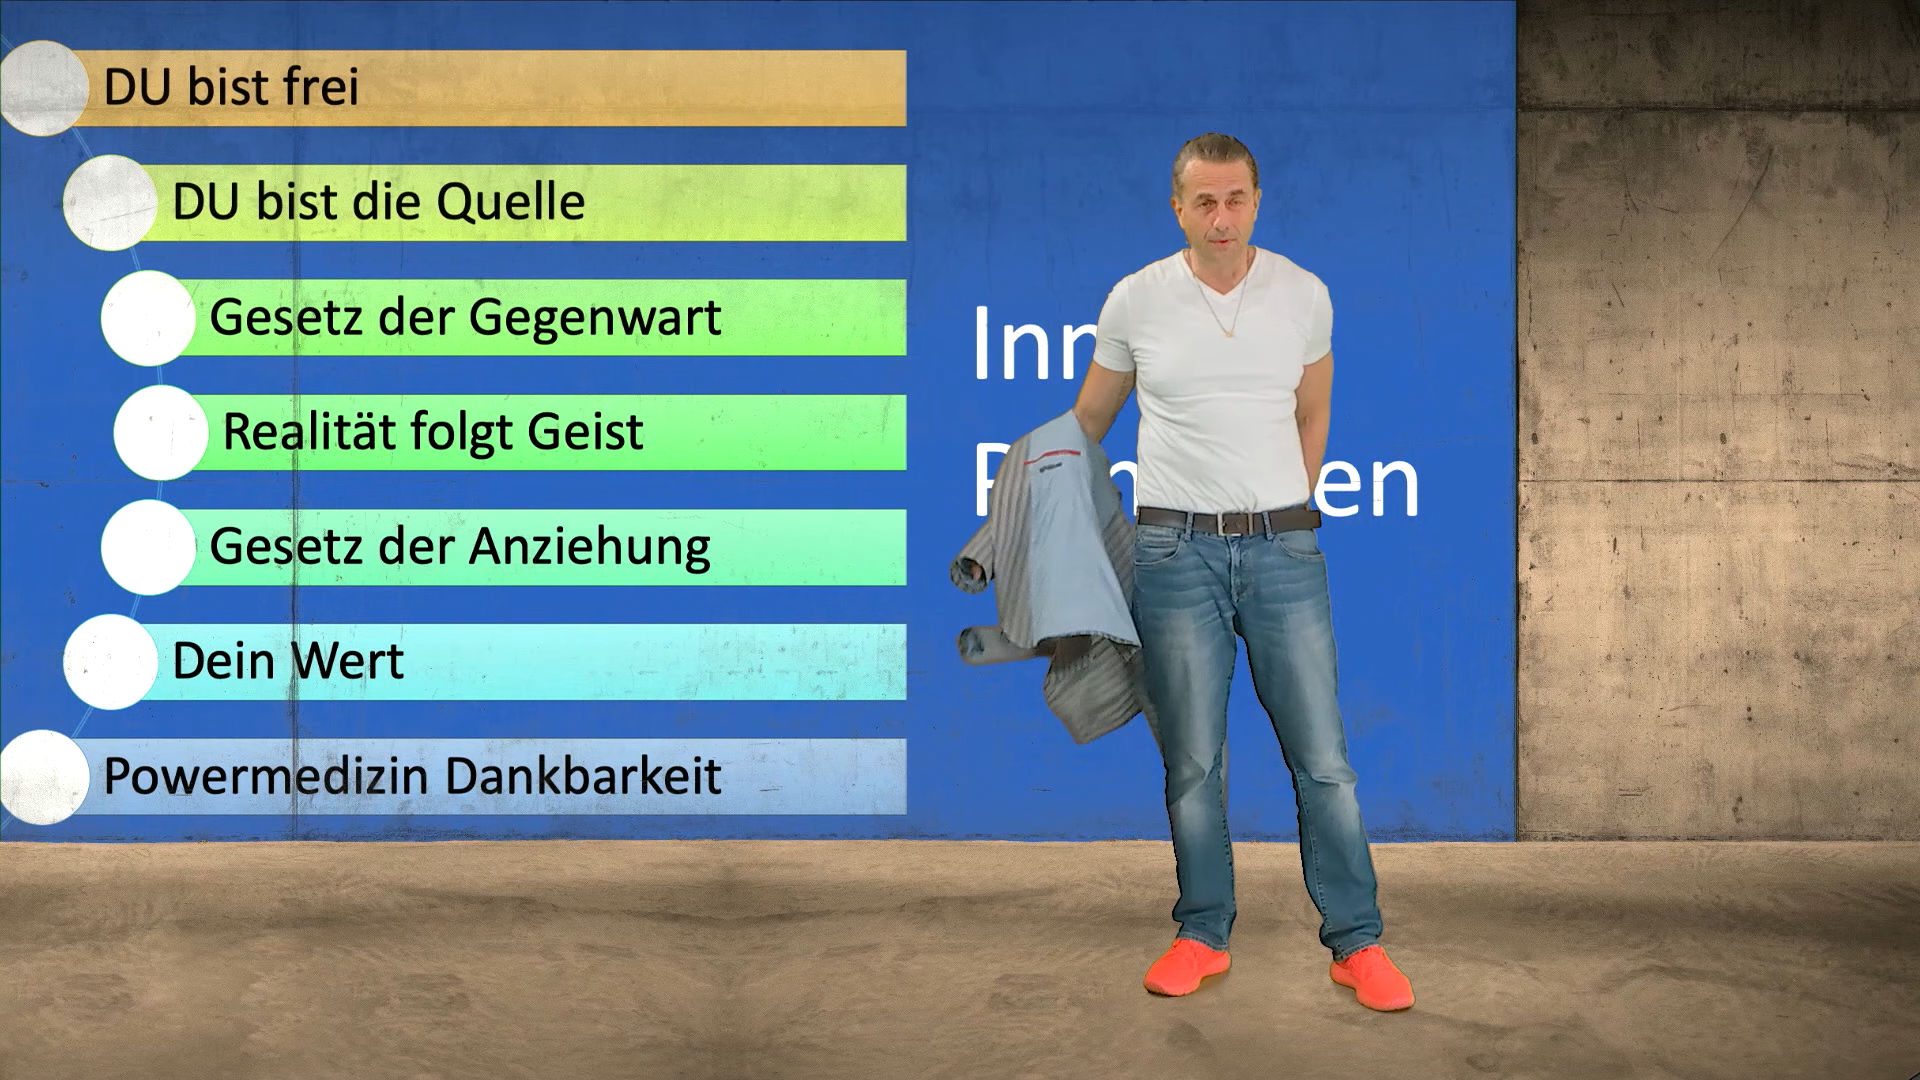 DU bist frei
DU bist die Quelle
Gesetz der Gegenwart
Realität folgt Geist
Gesetz der Anziehung
Dein Wert
Powermedizin Dankbarkeit